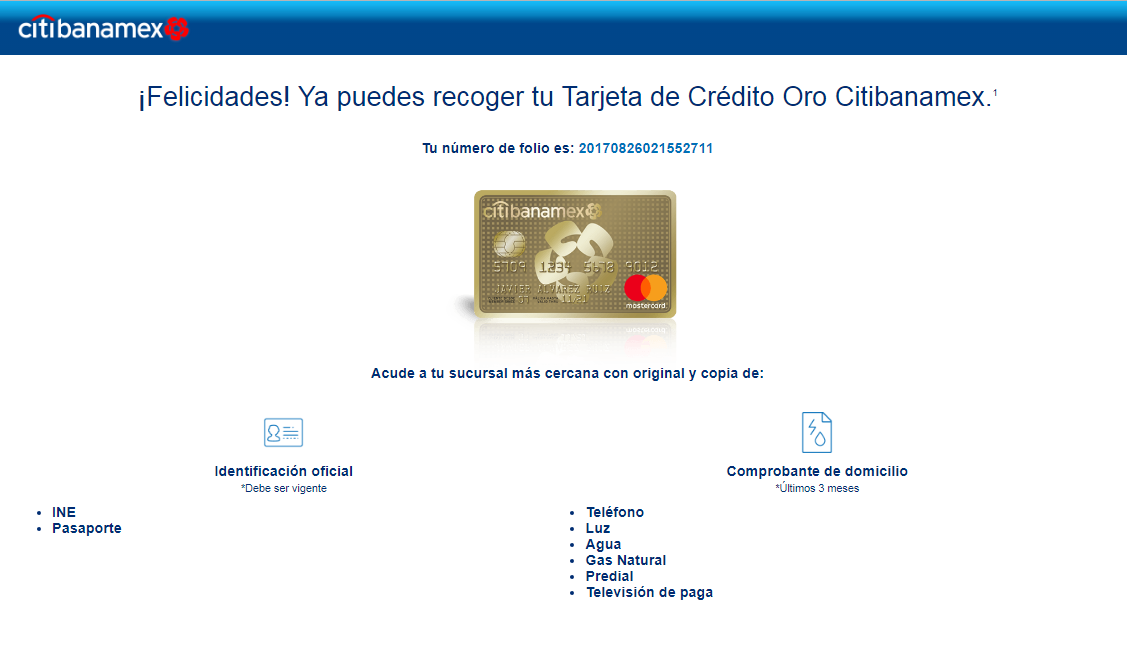 citibanamex
¡Felicidades! Ya puedes recoger tu Tarjeta de Crédito Oro Citibanamex.¹
Tu número de folio es: 20170826021552711
citibanamex
5709 1234 5678 9012
JAVIER ALVAREZ RUIZ
57 11/21
mastercard
Acude a tu sucursal más cercana con original y copia de:
Identificación oficial
*Debe ser vigente
• INE
• Pasaporte
Comprobante de domicilio
*Últimos 3 meses
• Teléfono
• Luz
• Agua
• Gas Natural
• Predial
• Televisión de paga